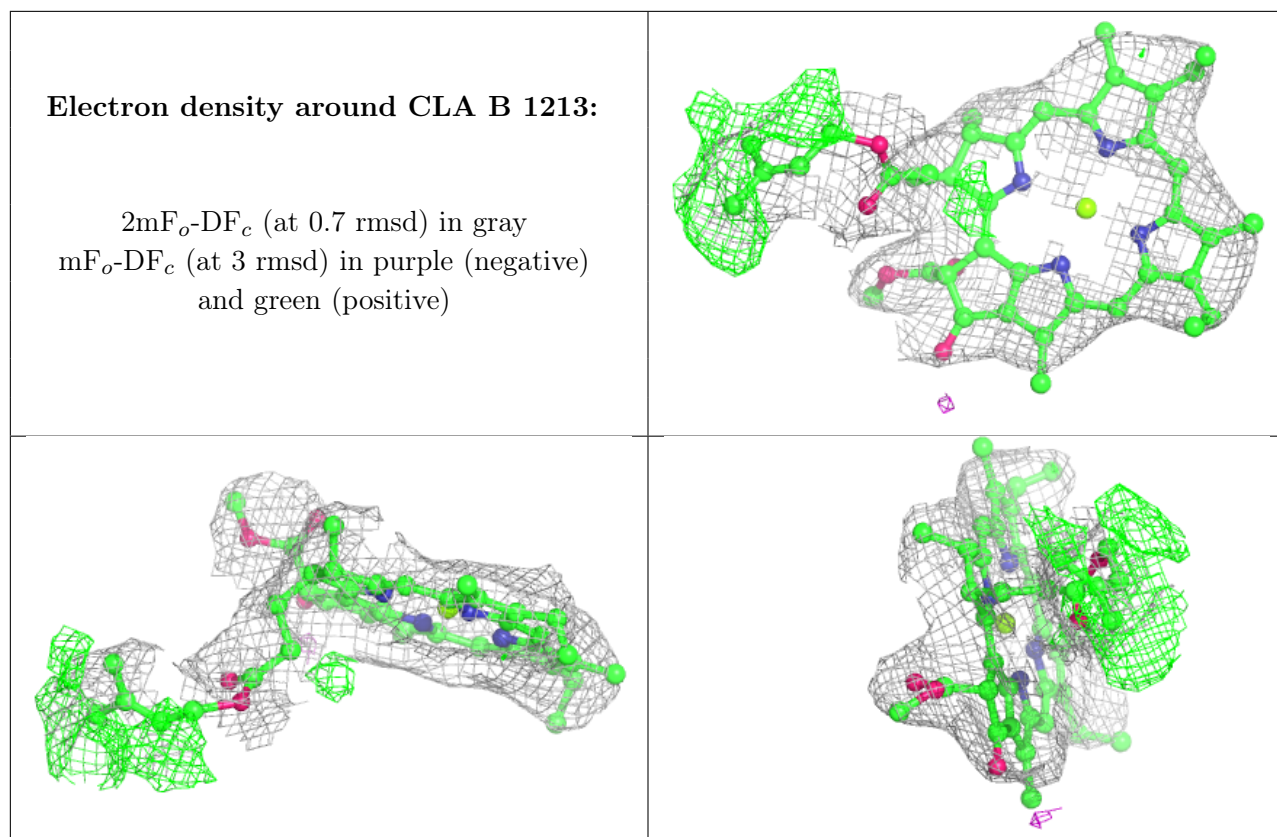 Electron density around CLA B 1213:
2mFo-DFc (at 0.7 rmsd) in gray
mFo-DFc (at 3 rmsd) in purple (negative)
and green (positive)